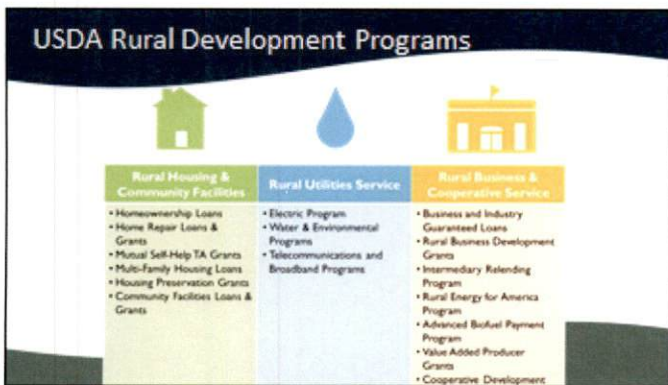 USDA Rural Development Programs
Rural Housing &
Community Facilities
• Homeownership Loans
• Home Repair Loans &
Grants
• Mutual Self-Help TA Grants
• Multi-Family Housing Loans
• Housing Preservation Grants
• Community Facilities Loans &
Grants
Rural Utilities Service
• Electric Program
• Water & Environmental
Programs
• Telecommunications and
Broadband Programs
Rural Business &
Cooperative Service
• Business and Industry
Guaranteed Loans
• Rural Business Development
Grants
• Intermediary Relending
Program
• Rural Energy for America
Program
• Advanced Biofuel Payment
Program
• Value Added Producer
Grants
• Cooperative Development